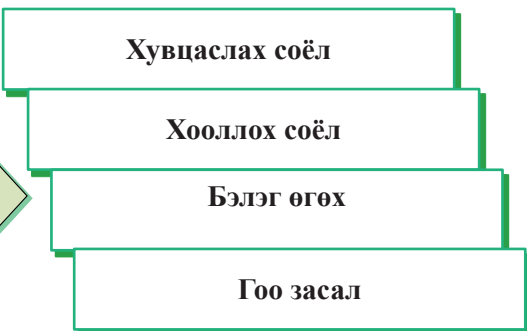 Хувцаслах соёл
Хооллох соёл
Бэлэг өгөх
Гоо засал